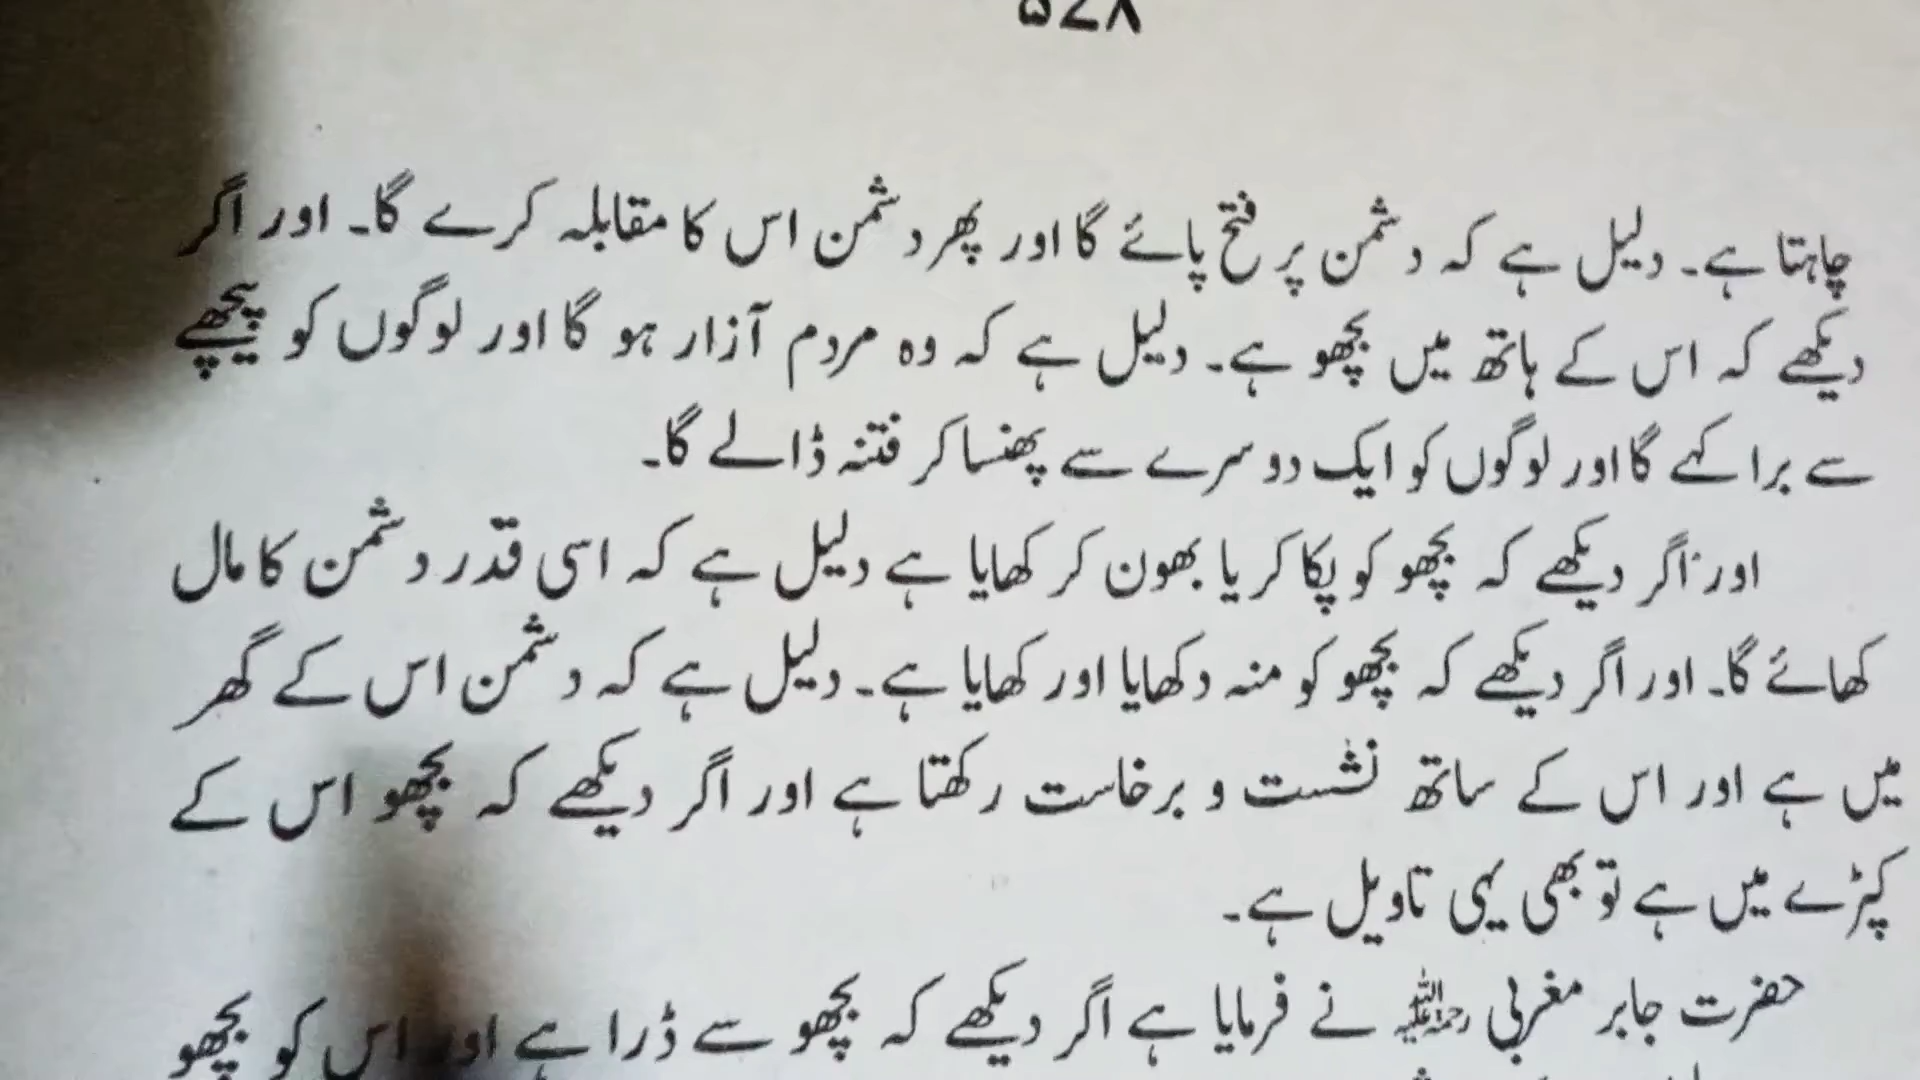 ۵۷۸
چاہتا ہے۔ دلیل ہے کہ دشمن پر فتح پائے گا اور پھر دشمن اس کا مقابلہ کرے گا۔ اور اگر
دیکھے کہ اس کے ہاتھ میں بچھو ہے۔ دلیل ہے کہ وہ مردم آزار ہو گا اور لوگوں کو پیچھے
سے برا کہے گا اور لوگوں کو ایک دوسرے سے پھنسا کر فتنہ ڈالے گا۔
اور اگر دیکھے کہ بچھو کو پکا کر یا بھون کر کھایا ہے دلیل ہے کہ اسی قدر دشمن کا مال
کھائے گا۔ اور اگر دیکھے کہ بچھو کو منہ دکھایا اور کھایا ہے۔ دلیل ہے کہ دشمن اس کے گھر
میں ہے اور اس کے ساتھ نشست و برخاست رکھتا ہے اور اگر دیکھے کہ بچھو اس کے
کپڑے میں ہے تو بھی یہی تاویل ہے۔
حضرت جابر مغربی رحمۃ اللہ علیہ نے فرمایا ہے اگر دیکھے کہ بچھو سے ڈرا ہے اور اس کو بچھو